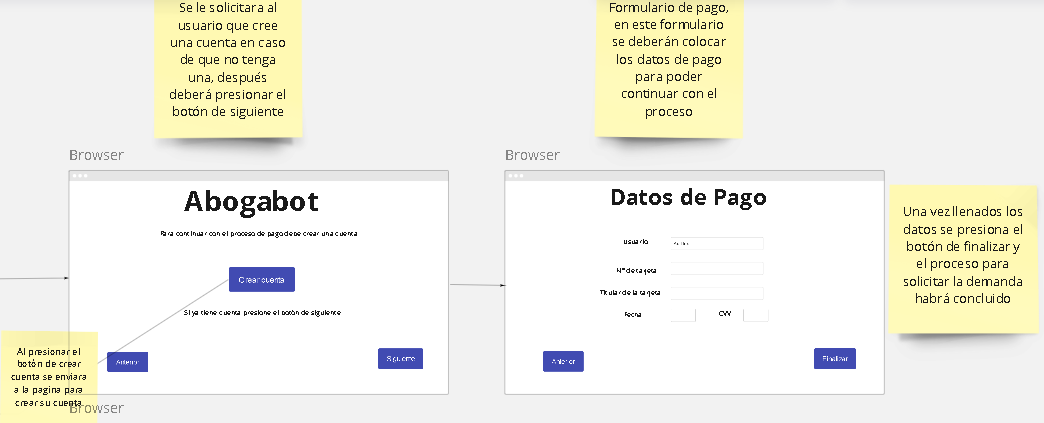 Se le solicitara al
usuario que cree
una cuenta en caso
de que no tenga
una, después
deberá presionar el
botón de siguiente
Formulario de pago,
en este formulario
se deberán colocar
los datos de pago
para poder
continuar con el
proceso
Browser
Abogabot
Para continuar con el proceso de pago debe crear una cuenta
Crear cuenta
Si ya tiene cuenta presione el botón de siguiente
Anterior
Siguiente
Al presionar el
botón de crear
cuenta se enviara
a la pagina para
crear su cuenta
Browser
Browser
Datos de Pago
Usuario
N° de tarjeta
Titular de la tarjeta
Fecha
CVV
Anterior
Finalizar
Una vez llenados los
datos se presiona el
botón de finalizar y
el proceso para
solicitar la demanda
habrá concluido